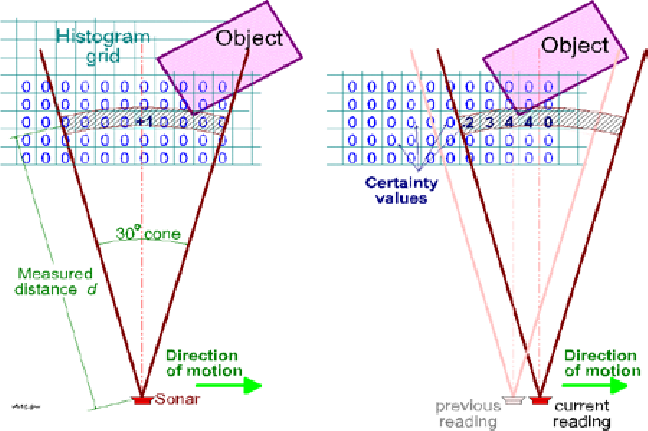 Histogram
grid
Object
0 0 0 0 0 0 0 0 0 0 0
0 0 0 0 0 0 0 0 0 0 0
0 0 0 0 0 0 +1 0 0 0 0
0 0 0 0 0 0 0 0 0 0 0
0 0 0 0 0 0 0 0 0 0 0
30° cone
Measured
distance d
Direction
of motion
Sonar
Object
0 0 0 0 0 0 0 0 0 0 0
0 0 0 0 0 0 0 0 0 0 0
0 0 0 0 0 0 2 3 4 4 0
0 0 0 0 0 0 0 0 0 0 0
0 0 0 0 0 0 0 0 0 0 0
Certainty
values
Direction
of motion
previous
reading
current
reading